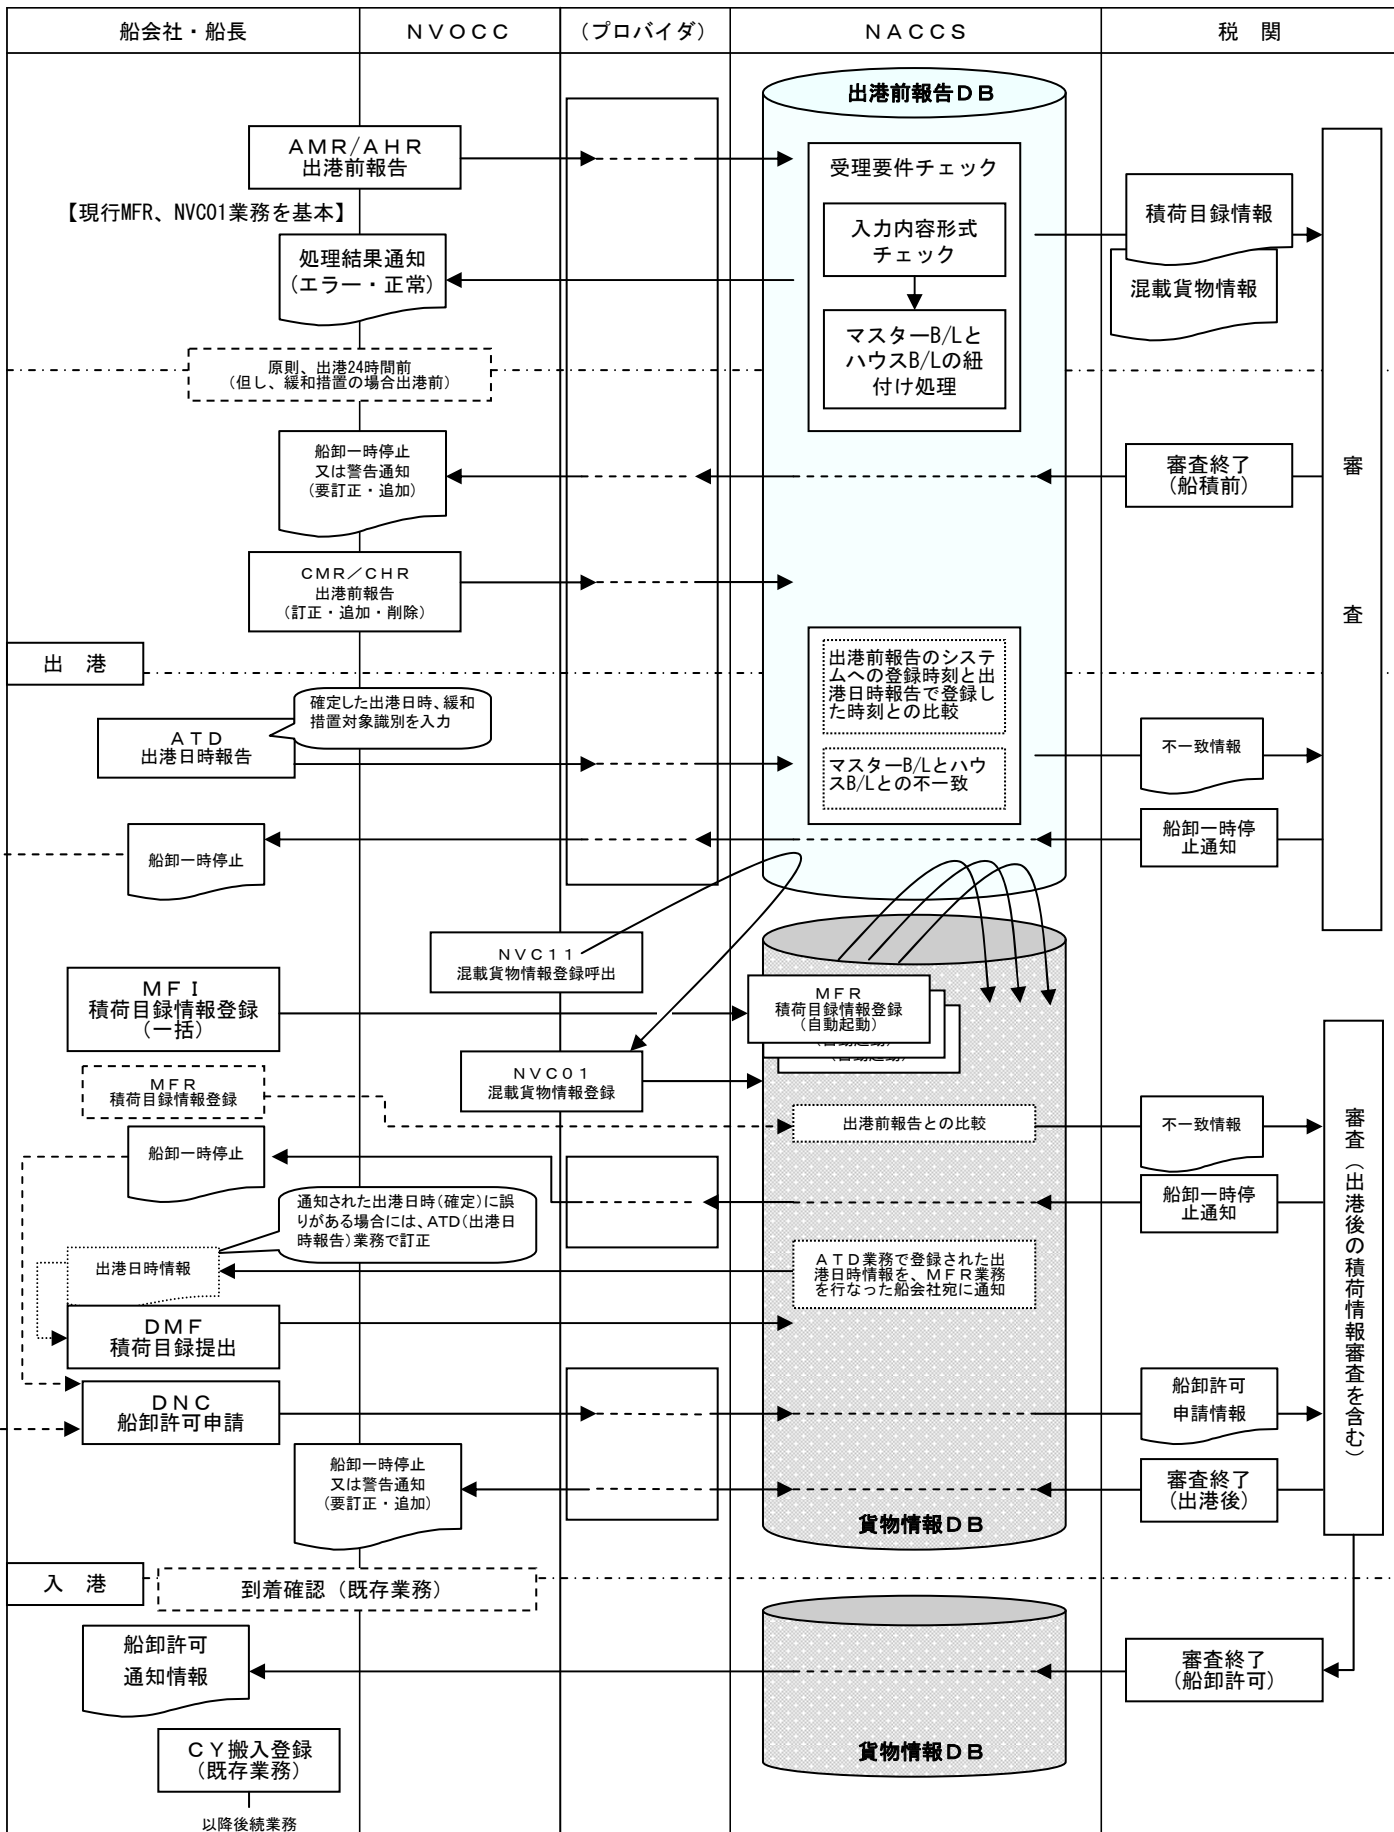 船会社・船長
ＮＶＯＣＣ
（プロバイダ）
ＮＡＣＣＳ
税　関
出港前報告ＤＢ
ＡＭＲ/ＡＨＲ
出港前報告
【現行MFR、NVC01業務を基本】
受理要件チェック
入力内容形式
チェック
マスターB/Lと
ハウスB/Lの紐
付け処理
積荷目録情報
混載貨物情報
処理結果通知
（エラー・正常）
原則、出港24時間前
（但し、緩和措置の場合出港前）
船卸一時停止
又は警告通知
（要訂正・追加）
審査終了
（船積前）
審
査
ＣＭＲ／ＣＨＲ
出港前報告
（訂正・追加・削除）
出　港
出港前報告のシステ
ムへの登録時刻と出
港日時報告で登録し
た時刻との比較
マスターB/Lとハウ
スB/Lとの不一致
確定した出港日時、緩和
措置対象識別を入力
ＡＴＤ
出港日時報告
不一致情報
船卸一時停
止通知
船卸一時停止
ＮＶＣ１１
混載貨物情報登録呼出
ＭＦＩ
積荷目録情報登録
（一括）
ＭＦＲ
積荷目録情報登録
（自動起動）
（自動起動）
（自動起動）
ＮＶＣ０１
混載貨物情報登録
ＭＦＲ
積荷目録情報登録
出港前報告との比較
不一致情報
船卸一時停止
船卸一時停
止通知
通知された出港日時（確定）に誤
りがある場合には、ATD（出港日
時報告）業務で訂正
出港日時情報
ＡＴＤ業務で登録された出
港日時情報を、ＭＦＲ業務
を行なった船会社宛に通知
ＤＭＦ
積荷目録提出
ＤＮＣ
船卸許可申請
船卸許可
申請情報
審査（出港後の積荷情報審査を含む）
船卸一時停止
又は警告通知
（要訂正・追加）
審査終了
（出港後）
貨物情報ＤＢ
入　港
到着確認（既存業務）
船卸許可
通知情報
審査終了
（船卸許可）
ＣＹ搬入登録
（既存業務）
貨物情報ＤＢ
以降後続業務